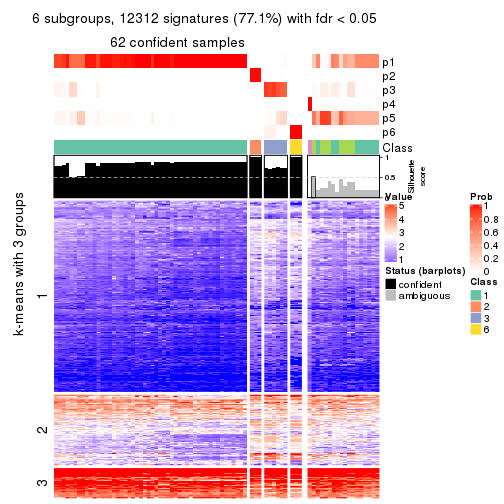 6 subgroups, 12312 signatures (77.1%) with fdr < 0.05
62 confident samples
p1
p2
p3
p4
p5
p6
Class
1
0.5
0
Silhouette
score
k-means with 3 groups
1
2
3
Value
5
4
3
2
1
Status (barplots)
confident
ambiguous
Prob
1
0.8
0.6
0.4
0.2
0
Class
1
2
3
6